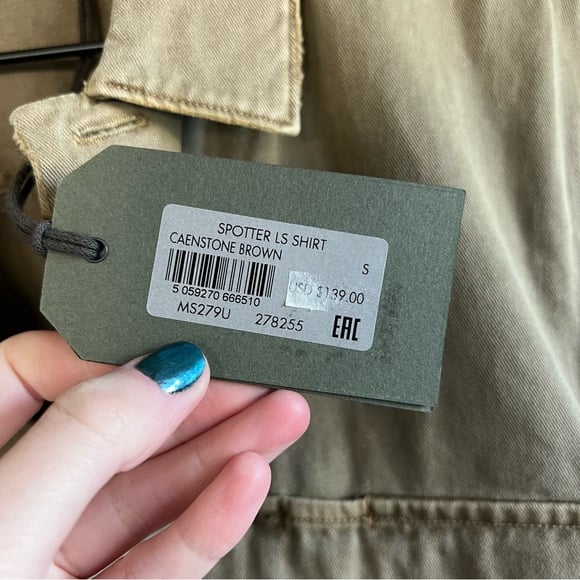 SPOTTER LS SHIRT
CAENSTONE BROWN
S
5 059270 666510
USD $139.00
MS279U 278255 EAC